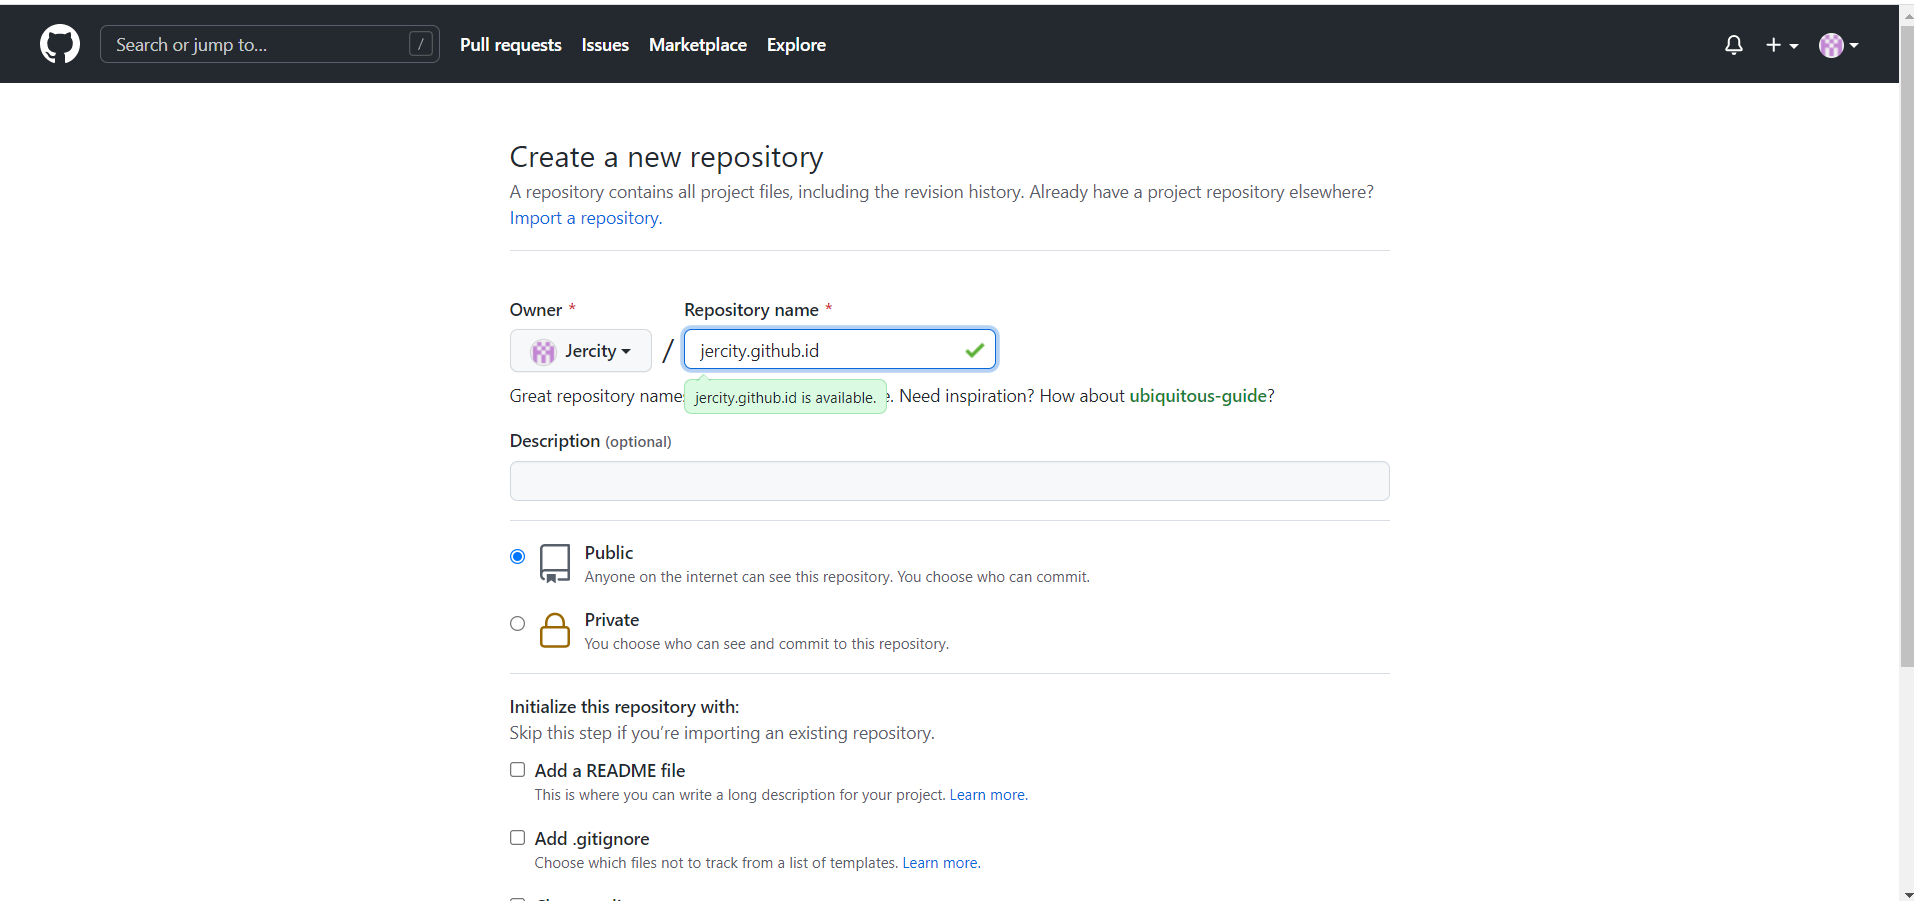 Search or jump to... /
Pull requests Issues Marketplace Explore
Create a new repository
A repository contains all project files, including the revision history. Already have a project repository elsewhere?
Import a repository.
Owner * Repository name *
Jercity / jercity.github.id
Great repository name . Need inspiration? How about ubiquitous-guide?
jercity.github.id is available.
Description (optional)
Public
Anyone on the internet can see this repository. You choose who can commit.
Private
You choose who can see and commit to this repository.
Initialize this repository with:
Skip this step if you’re importing an existing repository.
Add a README file
This is where you can write a long description for your project. Learn more.
Add .gitignore
Choose which files not to track from a list of templates. Learn more.